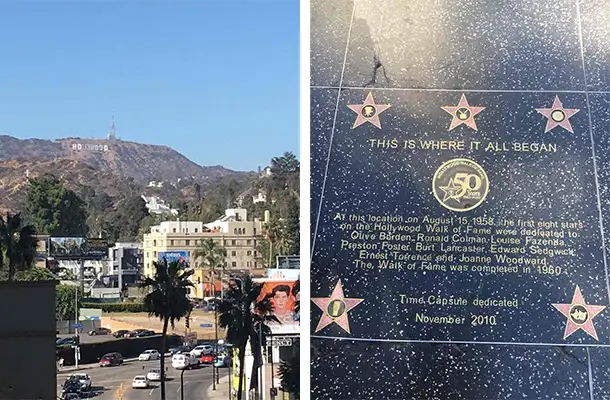 HOLLYWOOD
THIS IS WHERE IT ALL BEGAN
50
At this location on August 15, 1958, the first eight stars
on the Hollywood Walk of Fame were dedicated to
Olive Borden, Ronald Colman, Louise Fazenda,
Preston Foster, Burt Lancaster, Edward Sedgwick,
Ernest Torrence and Joanne Woodward.
The Walk of Fame was completed in 1960.
Time Capsule dedicated
November 2010